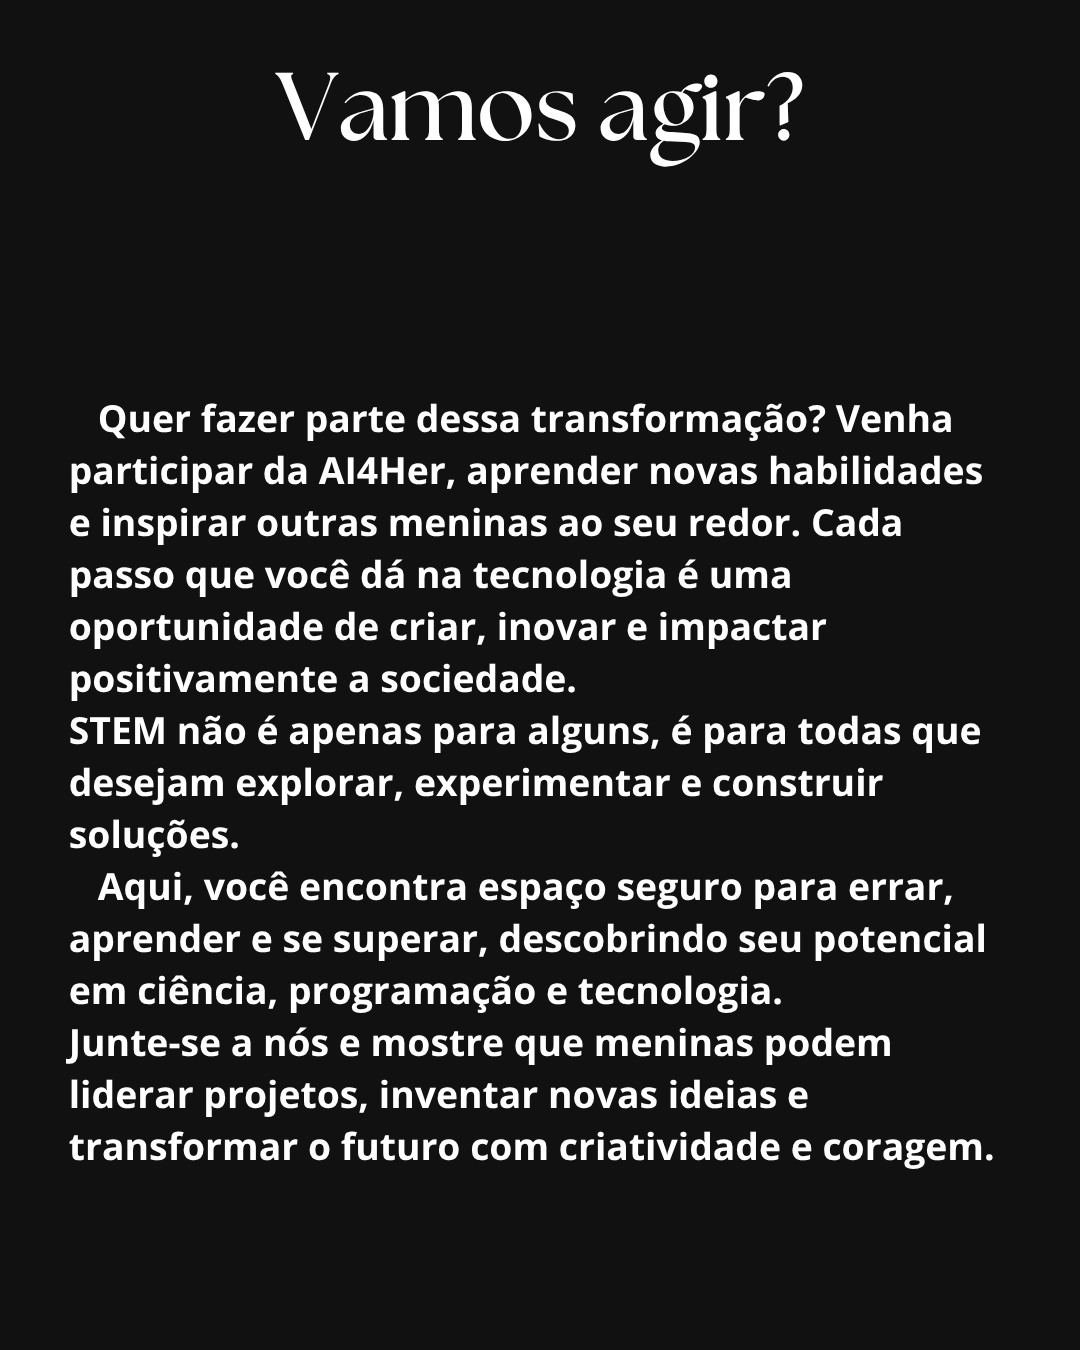 Vamos agir?
Quer fazer parte dessa transformação? Venha
participar da AI4Her, aprender novas habilidades
e inspirar outras meninas ao seu redor. Cada
passo que você dá na tecnologia é uma
oportunidade de criar, inovar e impactar
positivamente a sociedade.
STEM não é apenas para alguns, é para todas que
desejam explorar, experimentar e construir
soluções.
Aqui, você encontra espaço seguro para errar,
aprender e se superar, descobrindo seu potencial
em ciência, programação e tecnologia.
Junte-se a nós e mostre que meninas podem
liderar projetos, inventar novas ideias e
transformar o futuro com criatividade e coragem.